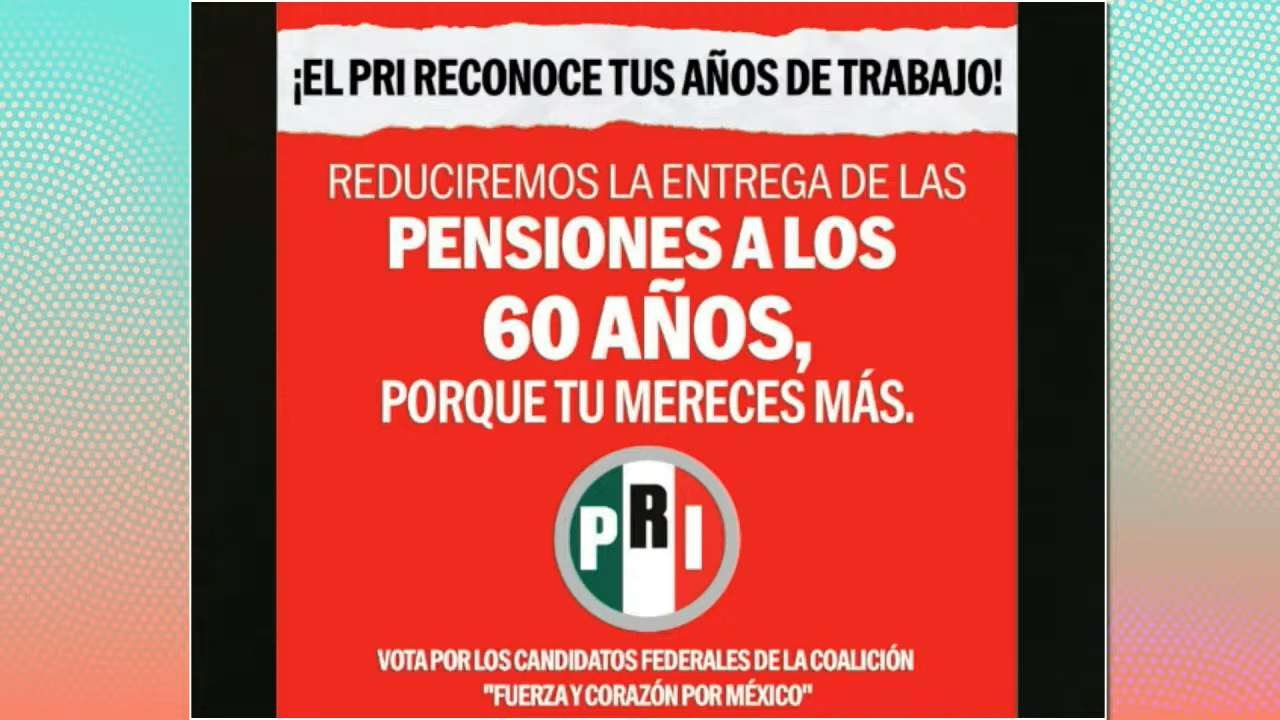 ¡EL PRI RECONOCE TUS AÑOS DE TRABAJO!
REDUCIREMOS LA ENTREGA DE LAS
PENSIONES A LOS
60 AÑOS,
PORQUE TU MERECES MÁS.
PRI
VOTA POR LOS CANDIDATOS FEDERALES DE LA COALICIÓN
"FUERZA Y CORAZÓN POR MÉXICO"